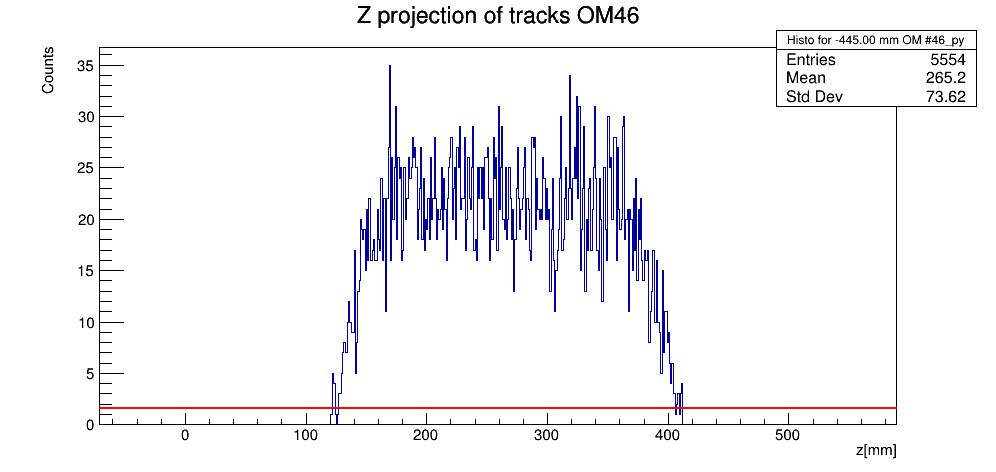 Z projection of tracks OM46
Histo for -445.00 mm OM #46_py
Entries 5554
Mean 265.2
Std Dev 73.62
Counts
35
30
25
20
15
10
5
0
0 100 200 300 400 500
z[mm]